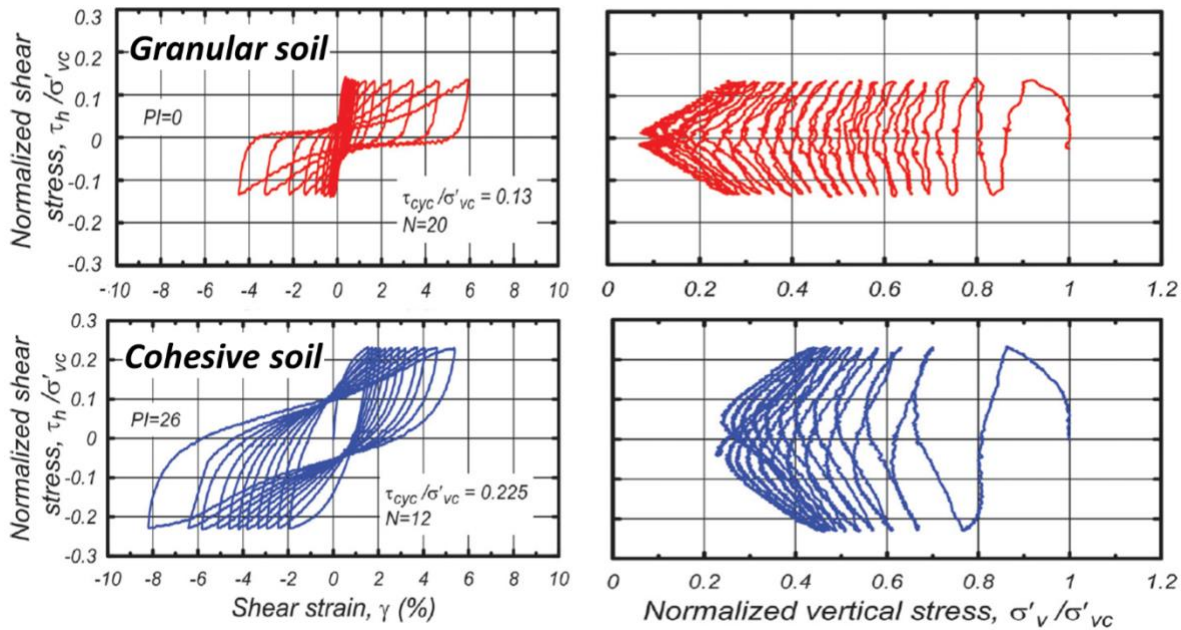 Normalized shear
stress, τh/σ'vc
0.3
0.2
0.1
0
-0.1
-0.2
-0.3
Granular soil
PI=0
τcyc/σ'vc = 0.13
N=20
-10 -8 -6 -4 -2 0 2 4 6 8 10
0 0.2 0.4 0.6 0.8 1 1.2
Normalized shear
stress, τh/σ'vc
0.3
0.2
0.1
0
-0.1
-0.2
-0.3
Cohesive soil
PI=26
τcyc/σ'vc = 0.225
N=12
-10 -8 -6 -4 -2 0 2 4 6 8 10
Shear strain, γ (%)
0 0.2 0.4 0.6 0.8 1 1.2
Normalized vertical stress, σ'v/σ'vc